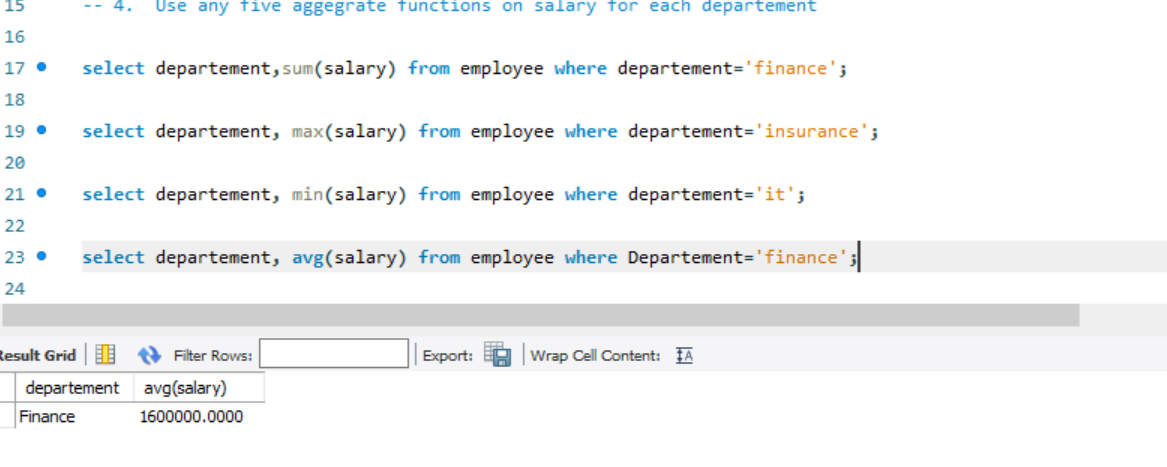 15 -- 4. Use any five aggegrate functions on salary for each departement
16
17 select departement,sum(salary) from employee where departement='finance';
18
19 select departement, max(salary) from employee where departement='insurance';
20
21 select departement, min(salary) from employee where departement='it';
22
23 select departement, avg(salary) from employee where Departement='finance';
24
Result Grid Filter Rows: Export: Wrap Cell Content: IA
departement avg(salary)
Finance 1600000.0000